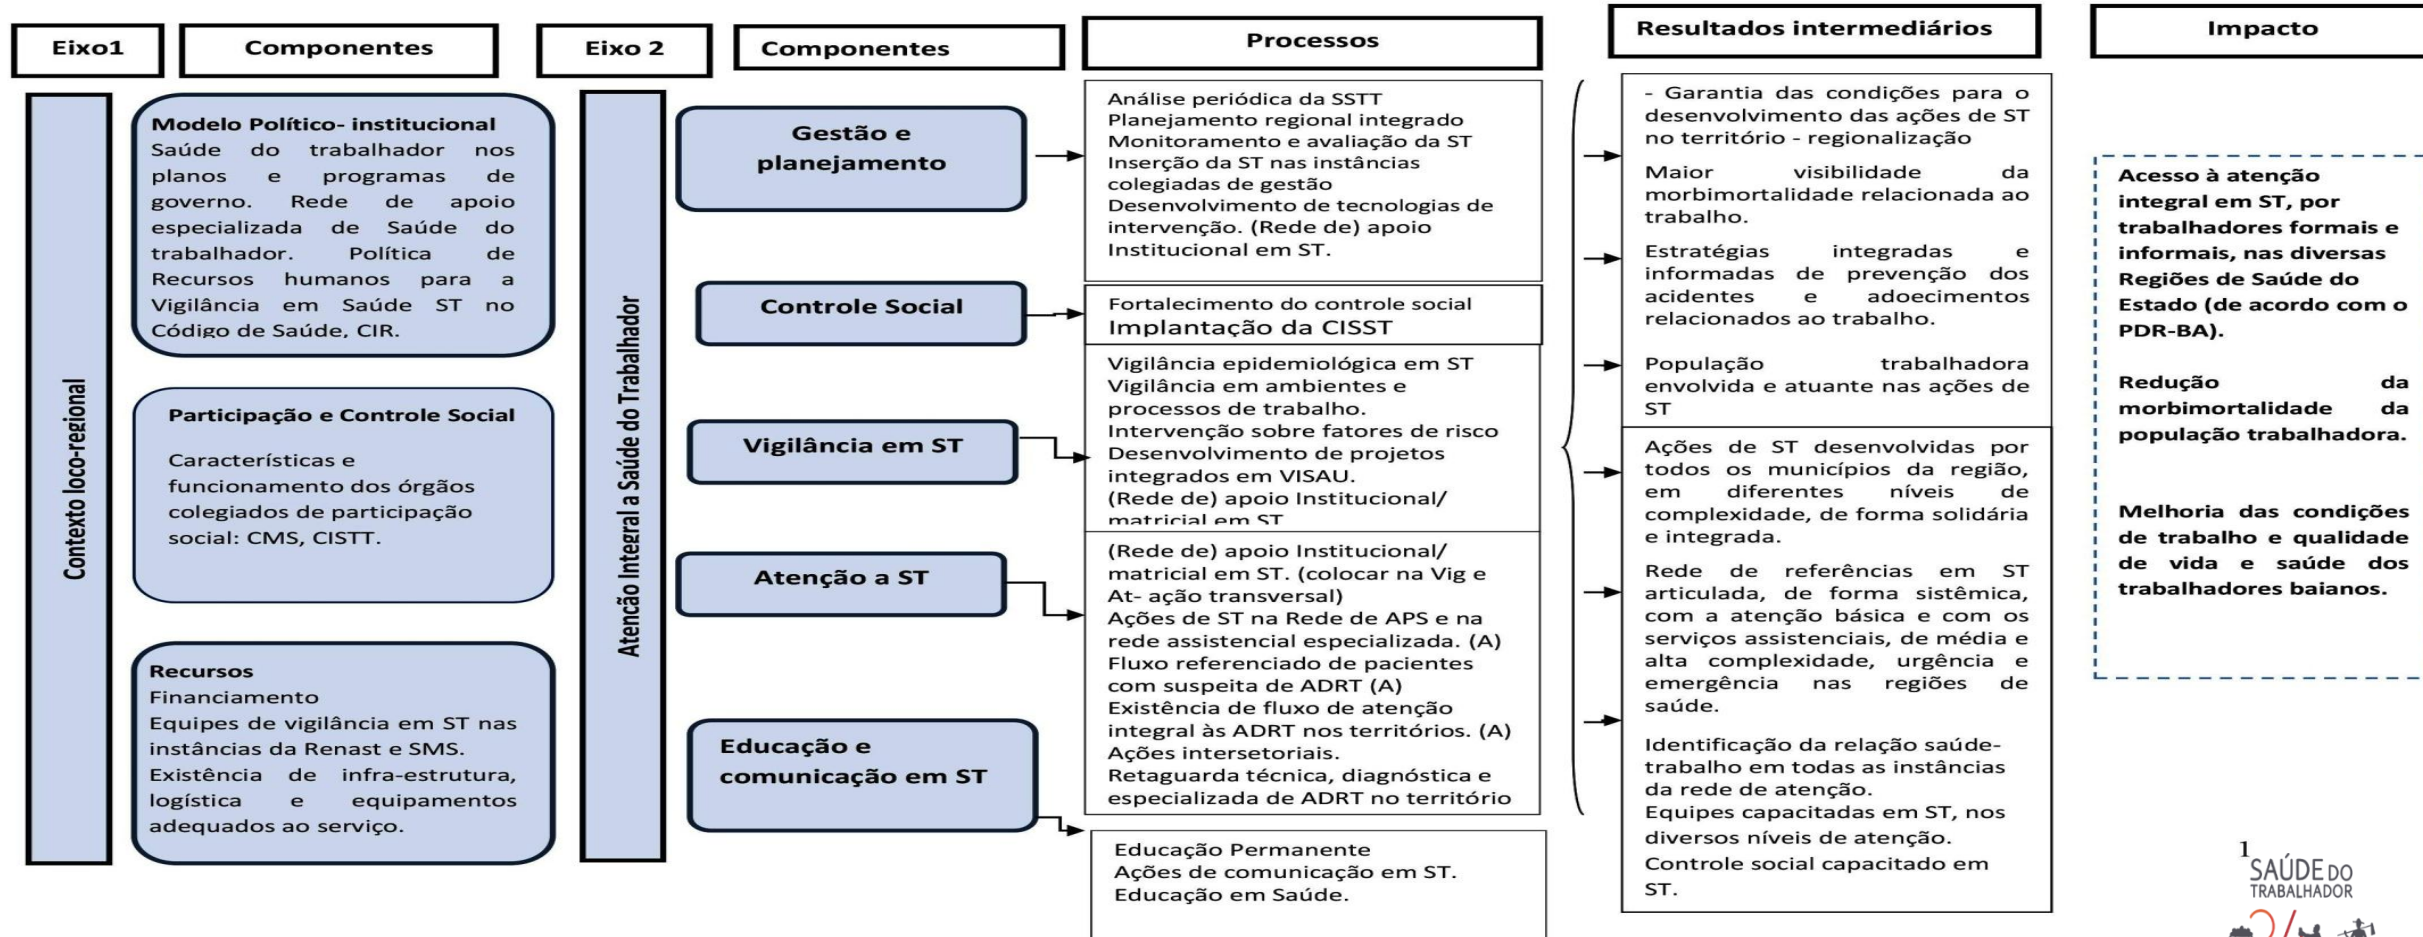 Eixo1
Componentes
Eixo 2
Componentes
Processos
Resultados intermediários
Impacto
Contexto loco-regional
Modelo Político- institucional
Saúde do trabalhador nos
planos e programas de
governo. Rede de apoio
especializada de Saúde do
trabalhador. Política de
Recursos humanos para a
Vigilância em Saúde ST no
Código de Saúde, CIR.
Participação e Controle Social
Características e
funcionamento dos órgãos
colegiados de participação
social: CMS, CISTT.
Recursos
Financiamento
Equipes de vigilância em ST nas
instâncias da Renast e SMS.
Existência de infra-estrutura,
logística e equipamentos
adequados ao serviço.
Atenção Integral a Saúde do Trabalhador
Gestão e
planejamento
Controle Social
Vigilância em ST
Atenção a ST
Educação e
comunicação em ST
Análise periódica da SSTT
Planejamento regional integrado
Monitoramento e avaliação da ST
Inserção da ST nas instâncias
colegiadas de gestão
Desenvolvimento de tecnologias de
intervenção. (Rede de) apoio
Institucional em ST.
Fortalecimento do controle social
Implantação da CISST
Vigilância epidemiológica em ST
Vigilância em ambientes e
processos de trabalho.
Intervenção sobre fatores de risco
Desenvolvimento de projetos
integrados em VISAU.
(Rede de) apoio Institucional/
matricial em ST
(Rede de) apoio Institucional/
matricial em ST. (colocar na Vig e
At- ação transversal)
Ações de ST na Rede de APS e na
rede assistencial especializada. (A)
Fluxo referenciado de pacientes
com suspeita de ADRT (A)
Existência de fluxo de atenção
integral às ADRT nos territórios. (A)
Ações intersetoriais.
Retaguarda técnica, diagnóstica e
especializada de ADRT no território
Educação Permanente
Ações de comunicação em ST.
Educação em Saúde.
- Garantia das condições para o
desenvolvimento das ações de ST
no território - regionalização
Maior visibilidade da
morbimortalidade relacionada ao
trabalho.
Estratégias integradas e
informadas de prevenção dos
acidentes e adoecimentos
relacionados ao trabalho.
População trabalhadora
envolvida e atuante nas ações de
ST
Ações de ST desenvolvidas por
todos os municípios da região,
em diferentes níveis de
complexidade, de forma solidária
e integrada.
Rede de referências em ST
articulada, de forma sistêmica,
com a atenção básica e com os
serviços assistenciais, de média e
alta complexidade, urgência e
emergência nas regiões de
saúde.
Identificação da relação saúde-
trabalho em todas as instâncias
da rede de atenção.
Equipes capacitadas em ST, nos
diversos níveis de atenção.
Controle social capacitado em
ST.
Acesso à atenção
integral em ST, por
trabalhadores formais e
informais, nas diversas
Regiões de Saúde do
Estado (de acordo com o
PDR-BA).
Redução da
morbimortalidade da
população trabalhadora.
Melhoria das condições
de trabalho e qualidade
de vida e saúde dos
trabalhadores baianos.
1
SAÚDE DO
TRABALHADOR